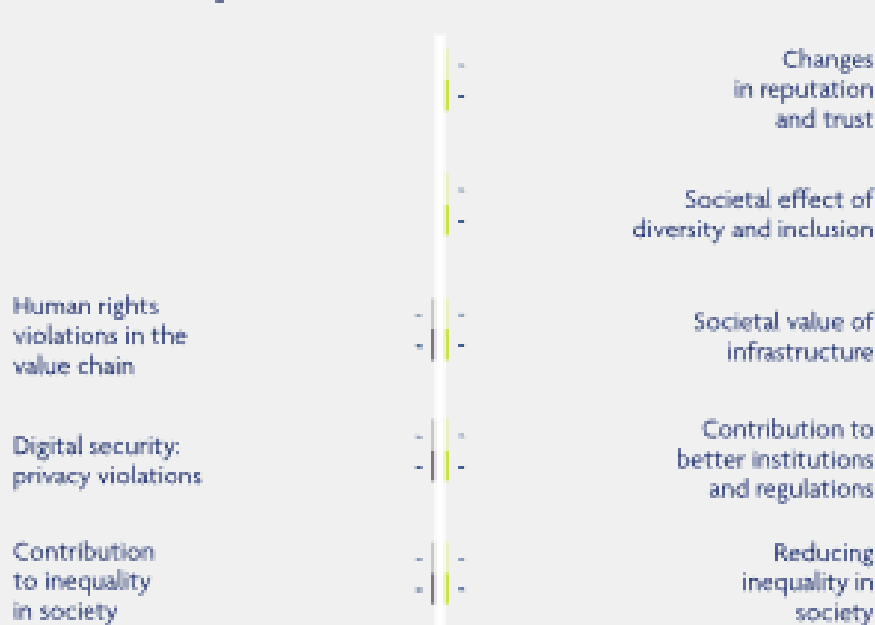 Changes
in reputation
and trust
Societal effect of
diversity and inclusion
Human rights
violations in the
value chain
Societal value of
infrastructure
Digital security:
privacy violations
Contribution to
better institutions
and regulations
Contribution
to inequality
in society
Reducing
inequality in
society